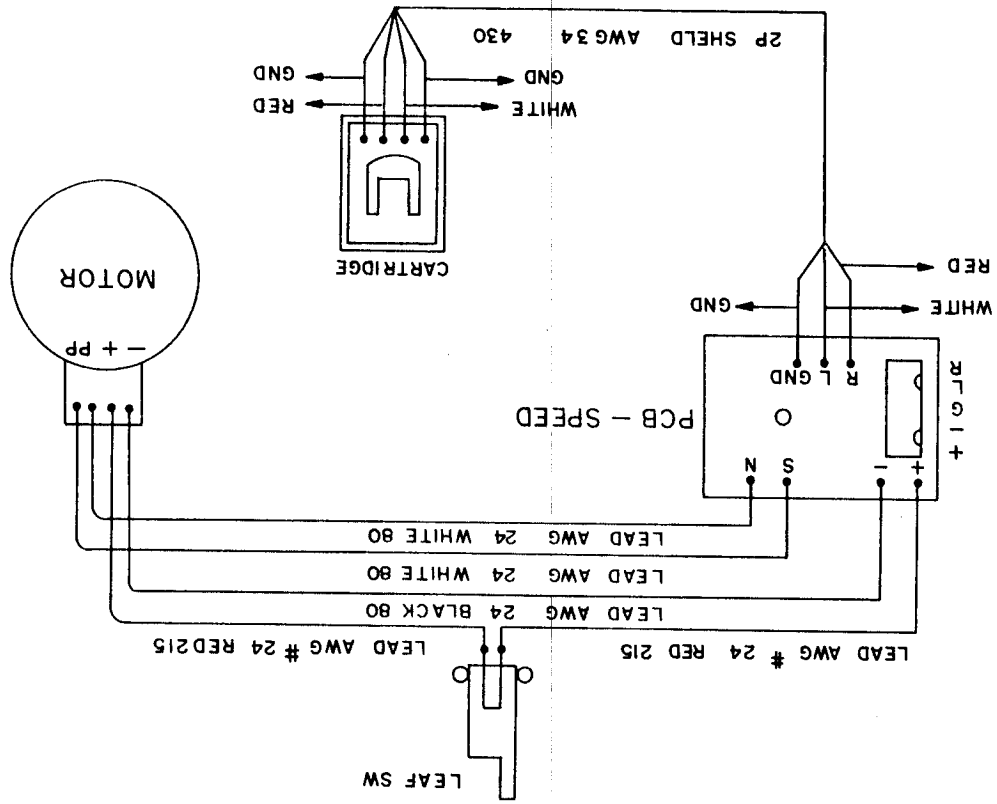 LEAF SW
LEAD AWG # 24 RED 215
LEAD AWG # 24 RED215
LEAD AWG 24 BLACK 80
LEAD AWG 24 WHITE 80
LEAD AWG 24 WHITE 80
+ − S N
+ − G L R
PCB – SPEED
R L GND
WHITE GND
RED
− + PP
MOTOR
CARTRIDGE
WHITE RED
GND GND
2P SHELD AWG34 430